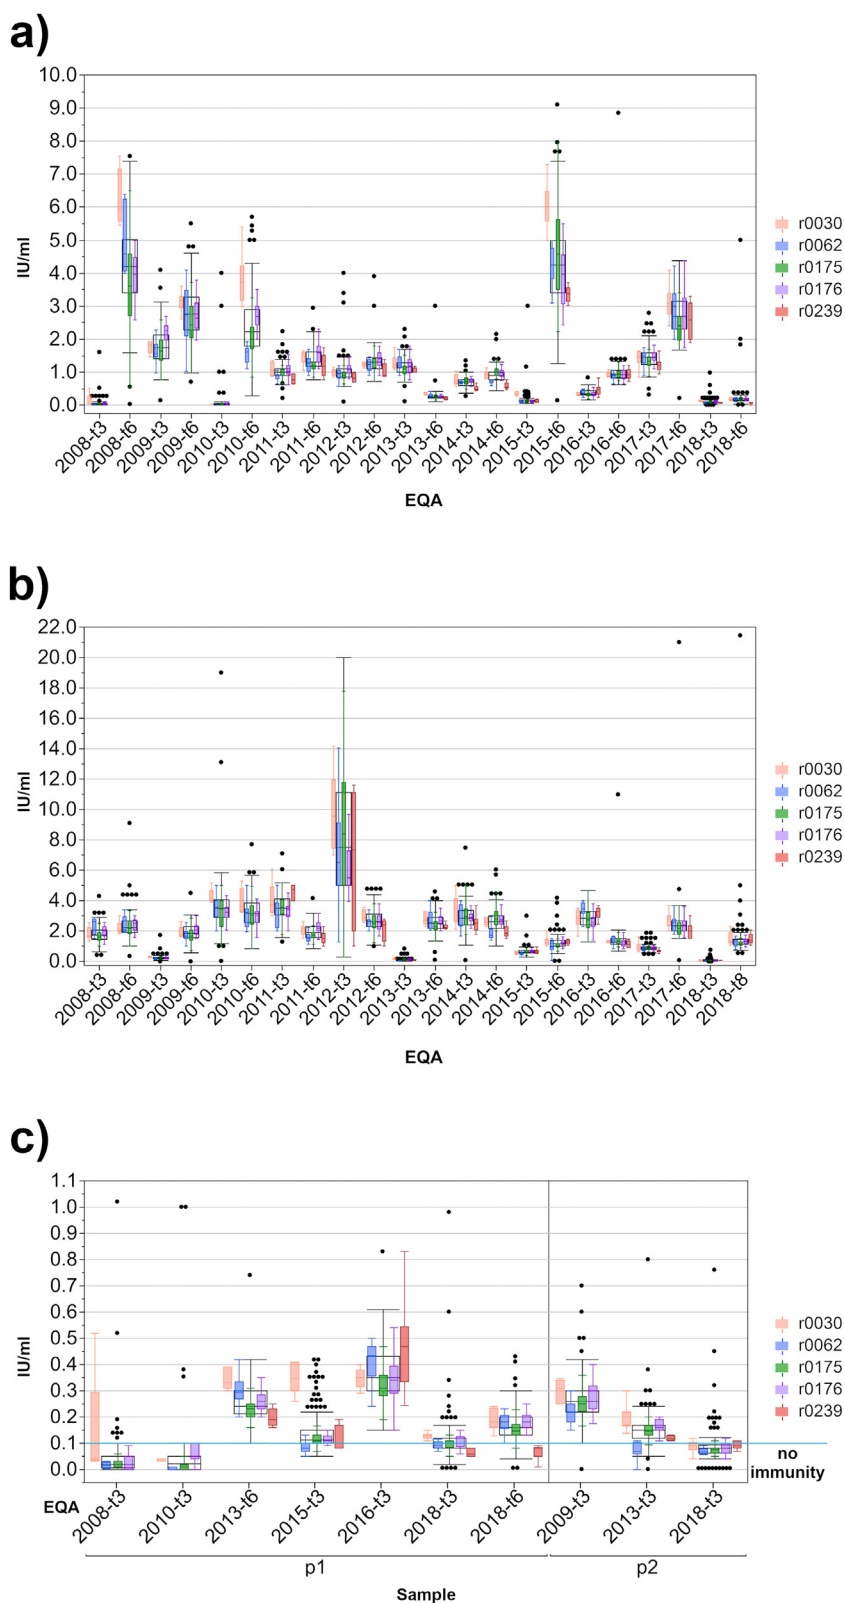 a)
10.0
9.0
8.0
7.0
6.0
5.0
4.0
3.0
2.0
1.0
0.0
IU/ml
2008-t3
2008-t6
2009-t3
2009-t6
2010-t3
2010-t6
2011-t3
2011-t6
2012-t3
2012-t6
2013-t3
2013-t6
2014-t3
2014-t6
2015-t3
2015-t6
2016-t3
2016-t6
2017-t3
2017-t6
2018-t3
2018-t6
EQA
r0030
r0062
r0175
r0176
r0239
b)
22.0
20.0
18.0
16.0
14.0
12.0
10.0
8.0
6.0
4.0
2.0
0.0
IU/ml
2008-t3
2008-t6
2009-t3
2009-t6
2010-t3
2010-t6
2011-t3
2011-t6
2012-t3
2012-t6
2013-t3
2013-t6
2014-t3
2014-t6
2015-t3
2015-t6
2016-t3
2016-t6
2017-t3
2017-t6
2018-t3
2018-t8
EQA
r0030
r0062
r0175
r0176
r0239
c)
1.1
1.0
0.9
0.8
0.7
0.6
0.5
0.4
0.3
0.2
0.1
0.0
IU/ml
r0030
r0062
r0175
r0176
r0239
no
immunity
EQA
2008-t3
2010-t3
2013-t6
2015-t3
2016-t3
2018-t3
2018-t6
2009-t3
2013-t3
2018-t3
p1
p2
Sample